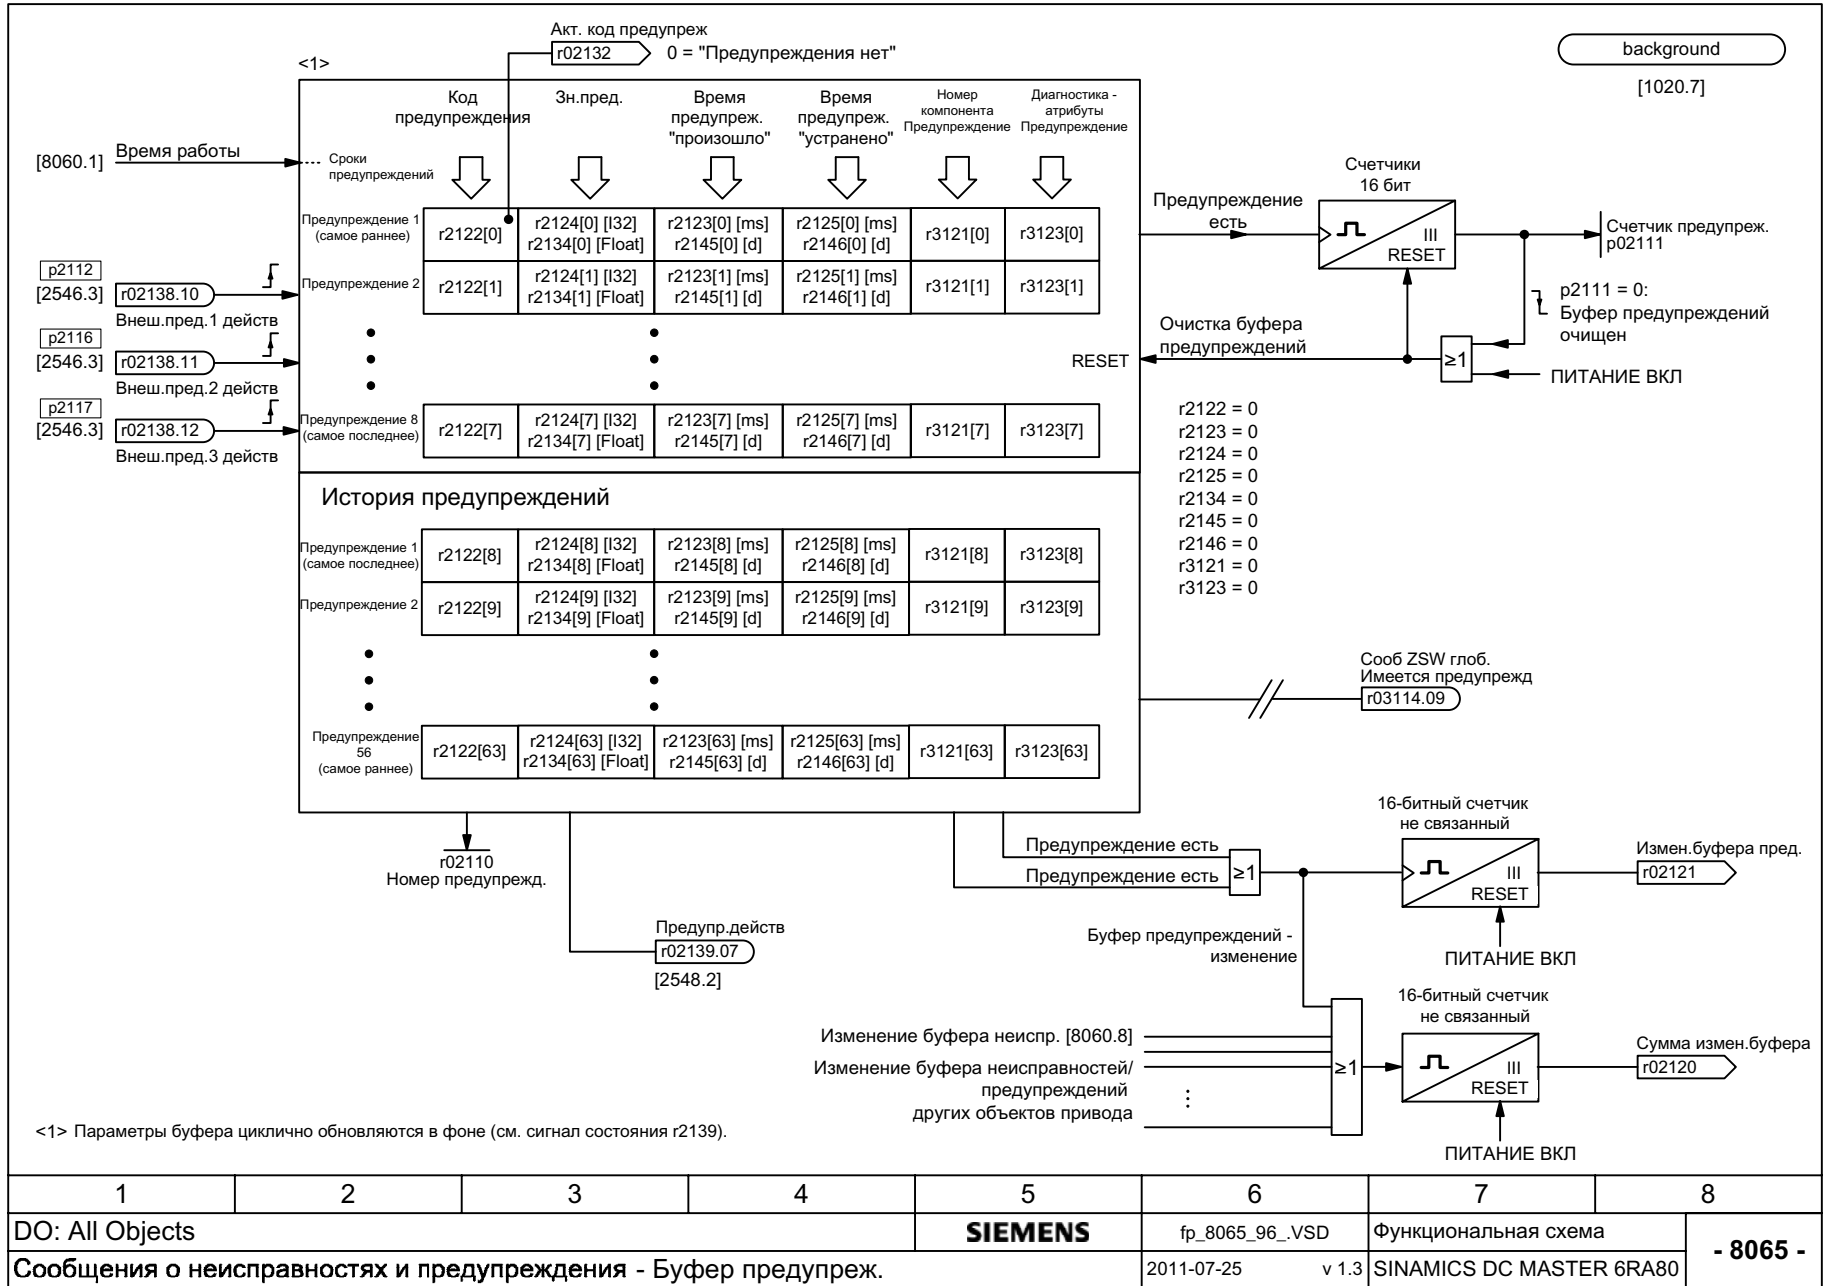 Акт. код предупреж
r02132 0 = "Предупреждения нет"
background
[1020.7]
<1>
Код предупреждения
Зн.пред.
Время предупреж. "произошло"
Время предупреж. "устранено"
Номер компонента Предупреждение
Диагностика - атрибуты Предупреждение
[8060.1] Время работы
Сроки предупреждений
Предупреждение 1 (самое раннее)
r2122[0]
r2124[0] [I32]
r2134[0] [Float]
r2123[0] [ms]
r2145[0] [d]
r2125[0] [ms]
r2146[0] [d]
r3121[0]
r3123[0]
Предупреждение 2
r2122[1]
r2124[1] [I32]
r2134[1] [Float]
r2123[1] [ms]
r2145[1] [d]
r2125[1] [ms]
r2146[1] [d]
r3121[1]
r3123[1]
p2112
[2546.3] r02138.10
Внеш.пред.1 действ
p2116
[2546.3] r02138.11
Внеш.пред.2 действ
p2117
[2546.3] r02138.12
Внеш.пред.3 действ
RESET
Предупреждение 8 (самое последнее)
r2122[7]
r2124[7] [I32]
r2134[7] [Float]
r2123[7] [ms]
r2145[7] [d]
r2125[7] [ms]
r2146[7] [d]
r3121[7]
r3123[7]
Предупреждение есть
Счетчики
16 бит
III
RESET
Счетчик предупреж.
p02111
p2111 = 0:
Буфер предупреждений
очищен
Очистка буфера
предупреждений
≥1
ПИТАНИЕ ВКЛ
r2122 = 0
r2123 = 0
r2124 = 0
r2125 = 0
r2134 = 0
r2145 = 0
r2146 = 0
r3121 = 0
r3123 = 0
История предупреждений
Предупреждение 1 (самое последнее)
r2122[8]
r2124[8] [I32]
r2134[8] [Float]
r2123[8] [ms]
r2145[8] [d]
r2125[8] [ms]
r2146[8] [d]
r3121[8]
r3123[8]
Предупреждение 2
r2122[9]
r2124[9] [I32]
r2134[9] [Float]
r2123[9] [ms]
r2145[9] [d]
r2125[9] [ms]
r2146[9] [d]
r3121[9]
r3123[9]
Предупреждение 56 (самое раннее)
r2122[63]
r2124[63] [I32]
r2134[63] [Float]
r2123[63] [ms]
r2145[63] [d]
r2125[63] [ms]
r2146[63] [d]
r3121[63]
r3123[63]
Сооб ZSW глоб.
Имеется предупрежд
r03114.09
r02110
Номер предупрежд.
Предупр.действ
r02139.07
[2548.2]
Предупреждение есть
Предупреждение есть
≥1
16-битный счетчик
не связанный
III
RESET
ПИТАНИЕ ВКЛ
Измен.буфера пред.
r02121
Буфер предупреждений -
изменение
16-битный счетчик
не связанный
III
RESET
ПИТАНИЕ ВКЛ
Сумма измен.буфера
r02120
Изменение буфера неиспр. [8060.8]
Изменение буфера неисправностей/
предупреждений
других объектов привода
≥1
<1> Параметры буфера циклично обновляются в фоне (см. сигнал состояния r2139).
1 2 3 4 5 6 7 8
DO: All Objects
SIEMENS
fp_8065_96_.VSD
Функциональная схема
- 8065 -
Сообщения о неисправностях и предупреждения - Буфер предупреж.
2011-07-25 v 1.3
SINAMICS DC MASTER 6RA80